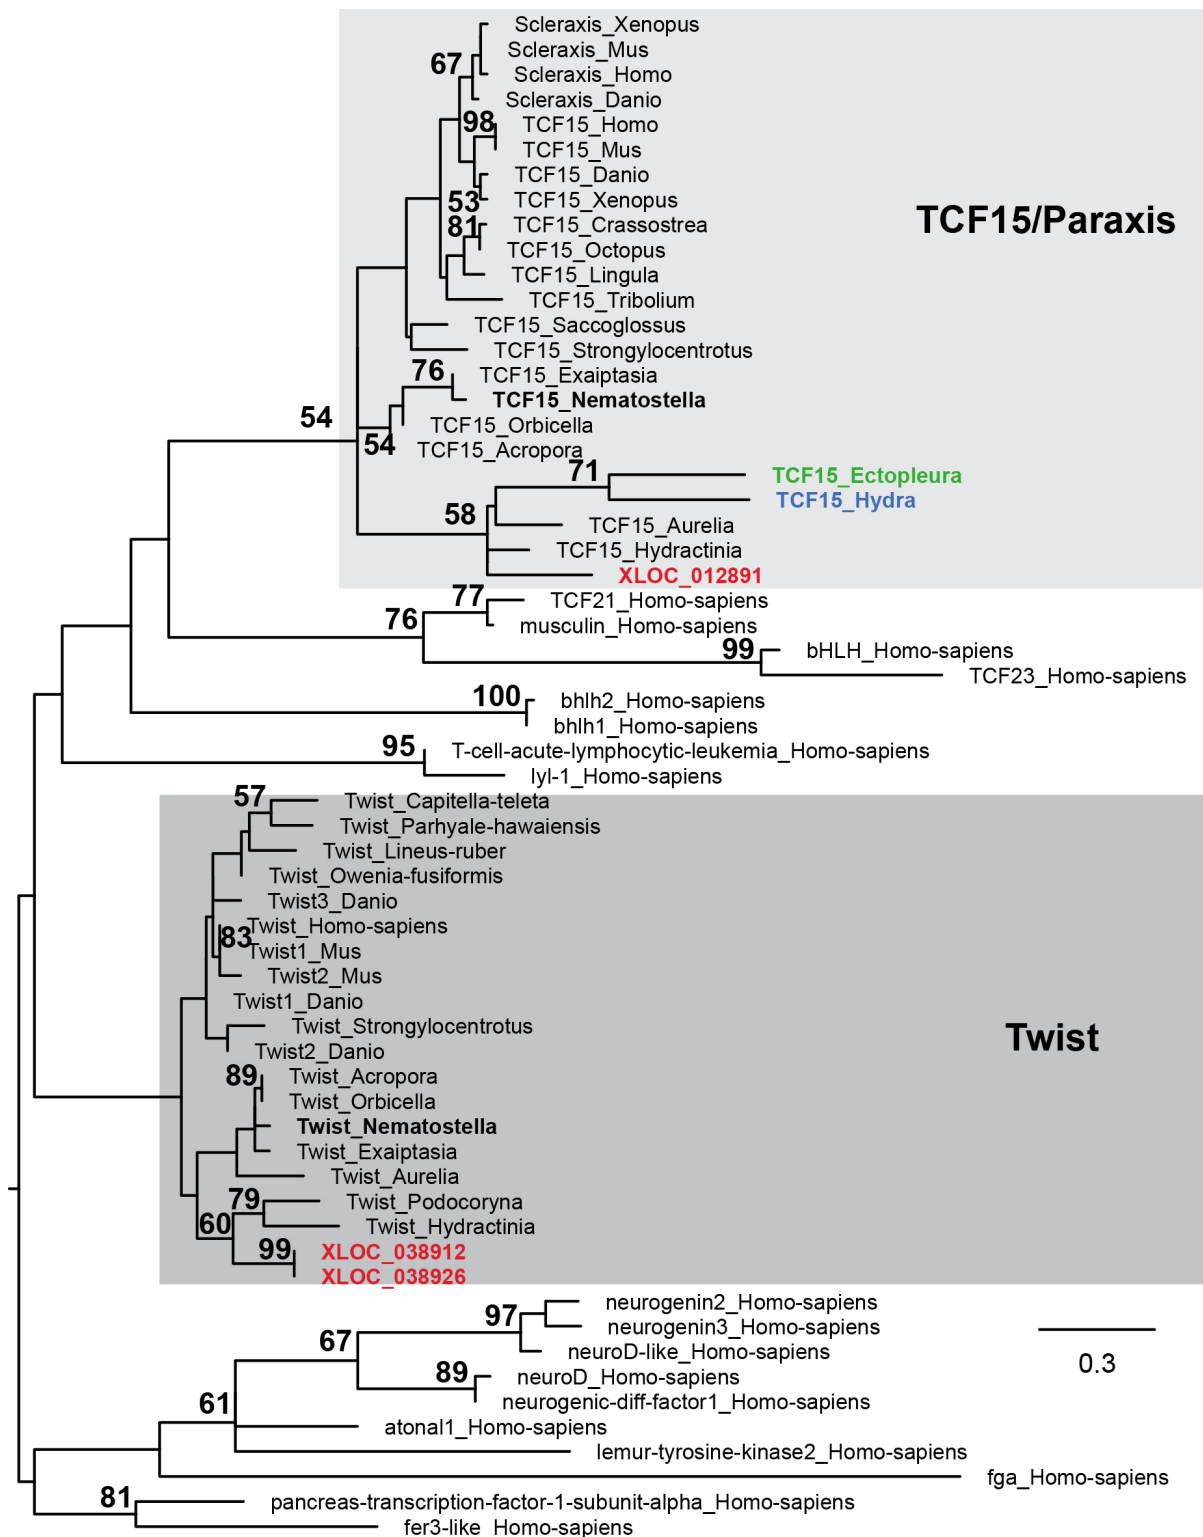 Scleraxis_Xenopus
Scleraxis_Mus
67
Scleraxis_Homo
Scleraxis_Danio
98
TCF15_Homo
TCF15_Mus
TCF15_Danio
53
TCF15_Xenopus
TCF15/Paraxis
81
TCF15_Crassostrea
TCF15_Octopus
TCF15_Lingula
TCF15_Tribolium
TCF15_Saccoglossus
TCF15_Strongylocentrotus
76
TCF15_Exaiptasia
TCF15_Nematostella
54
TCF15_Orbicella
54
TCF15_Acropora
71
TCF15_Ectopleura
TCF15_Hydra
58
TCF15_Aurelia
TCF15_Hydractinia
XLOC_012891
77
TCF21_Homo-sapiens
76
musculin_Homo-sapiens
99
bHLH_Homo-sapiens
TCF23_Homo-sapiens
100
bhlh2_Homo-sapiens
bhlh1_Homo-sapiens
95
T-cell-acute-lymphocytic-leukemia_Homo-sapiens
lyl-1_Homo-sapiens
57
Twist_Capitella-teleta
Twist_Parhyale-hawaiensis
Twist_Lineus-ruber
Twist_Owenia-fusiformis
Twist3_Danio
Twist_Homo-sapiens
83
Twist1_Mus
Twist2_Mus
Twist1_Danio
Twist_Strongylocentrotus
Twist
Twist2_Danio
89
Twist_Acropora
Twist_Orbicella
Twist_Nematostella
Twist_Exaiptasia
Twist_Aurelia
79
Twist_Podocoryna
60
Twist_Hydractinia
99
XLOC_038912
XLOC_038926
neurogenin2_Homo-sapiens
97
neurogenin3_Homo-sapiens
67
neuroD-like_Homo-sapiens
0.3
89
neuroD_Homo-sapiens
neurogenic-diff-factor1_Homo-sapiens
61
atonal1_Homo-sapiens
lemur-tyrosine-kinase2_Homo-sapiens
fga_Homo-sapiens
81
pancreas-transcription-factor-1-subunit-alpha_Homo-sapiens
fer3-like_Homo-sapiens